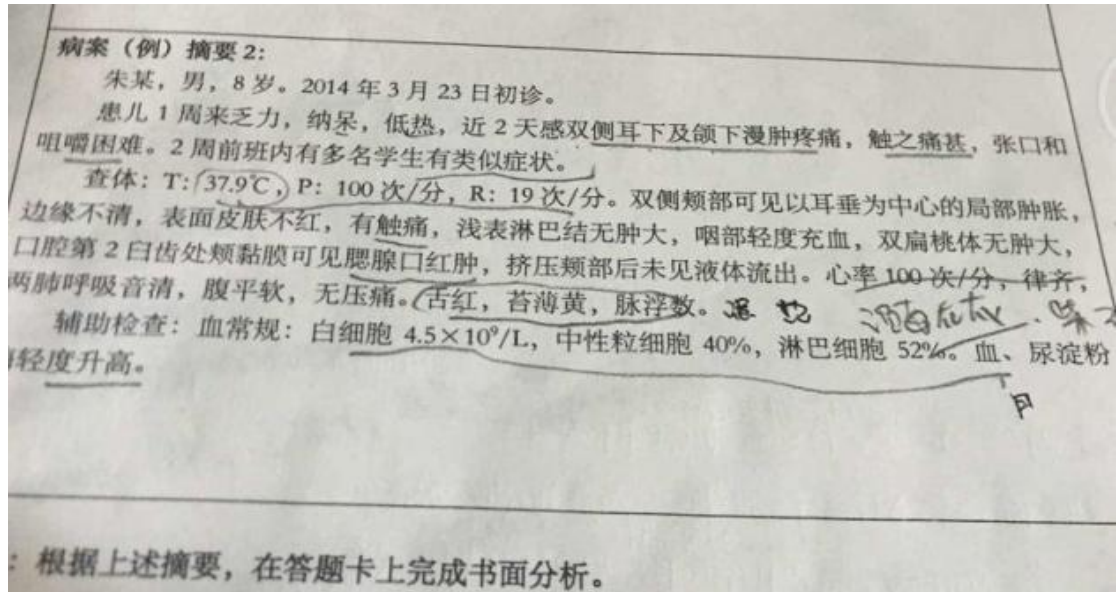 病案（例）摘要2：
朱某，男，8岁。2014年3月23日初诊。
患儿1周来乏力，纳呆，低热，近2天感双侧耳下及颌下漫肿疼痛，触之痛甚，张口和
咀嚼困难。2周前班内有多名学生有类似症状。
查体：T：37.9℃，P：100次/分，R：19次/分。双侧颊部可见以耳垂为中心的局部肿胀，
边缘不清，表面皮肤不红，有触痛，浅表淋巴结无肿大，咽部轻度充血，双扁桃体无肿大，
口腔第2臼齿处颊黏膜可见腮腺口红肿，挤压颊部后未见液体流出。心率100次/分，律齐，
两肺呼吸音清，腹平软，无压痛。舌红，苔薄黄，脉浮数。温
辅助检查：血常规：白细胞4.5×10⁹/L，中性粒细胞40%，淋巴细胞52%。血、尿淀粉
轻度升高。
：根据上述摘要，在答题卡上完成书面分析。